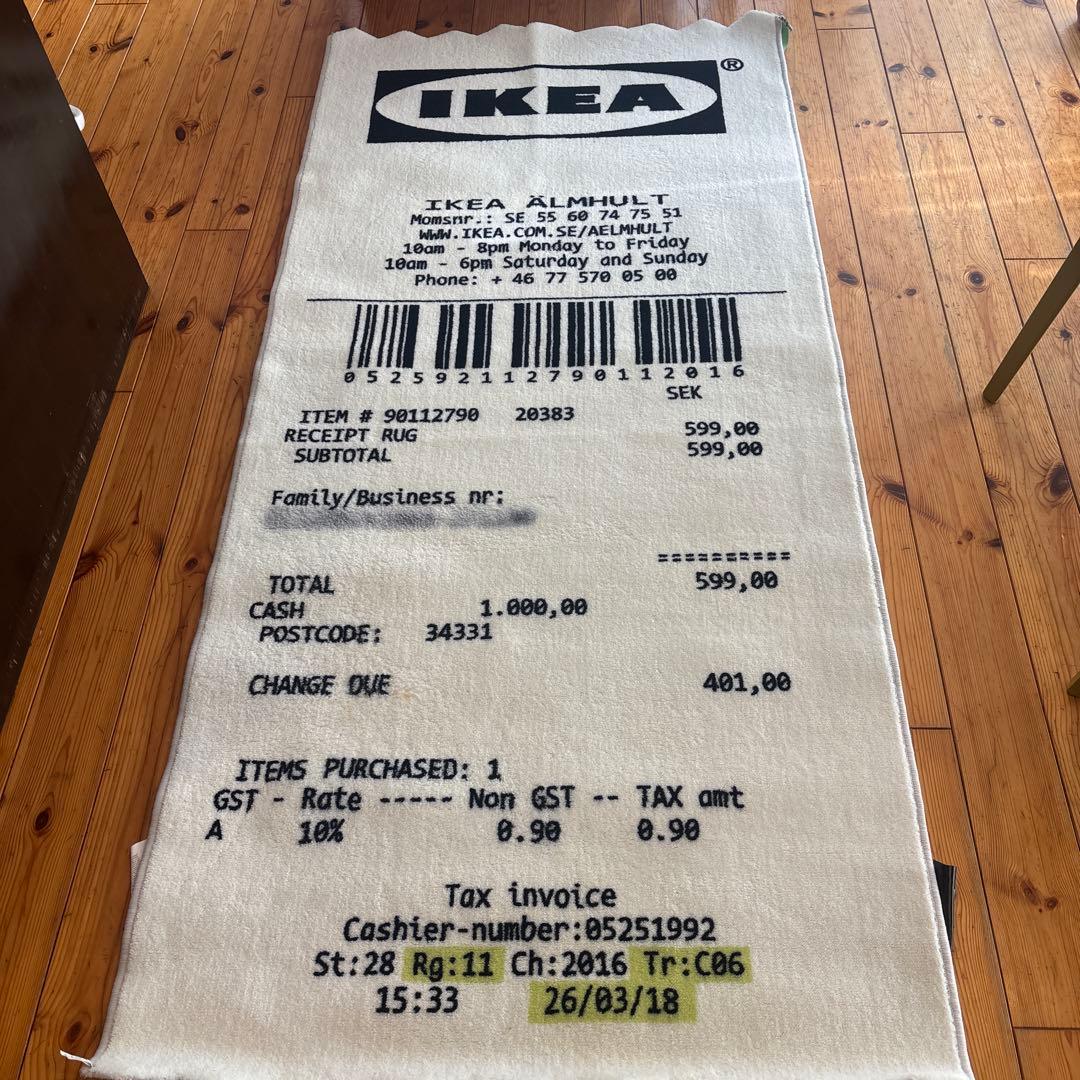 IKEA®
IKEA ÄLMHULT
Momsnr.: SE 55 60 74 75 51
WWW.IKEA.COM.SE/AELMHULT
10am - 8pm Monday to Friday
10am - 6pm Saturday and Sunday
Phone: + 46 77 570 05 00
052592112790112016
SEK
ITEM # 90112790 20383
RECEIPT RUG 599,00
SUBTOTAL 599,00
Family/Business nr:
==========
TOTAL 599,00
CASH 1.000,00
POSTCODE: 34331
CHANGE DUE 401,00
ITEMS PURCHASED: 1
GST - Rate ----- Non GST -- TAX amt
A 10% 0.90 0.90
Tax invoice
Cashier-number:05251992
St:28 Rg:11 Ch:2016 Tr:C06
15:33 26/03/18